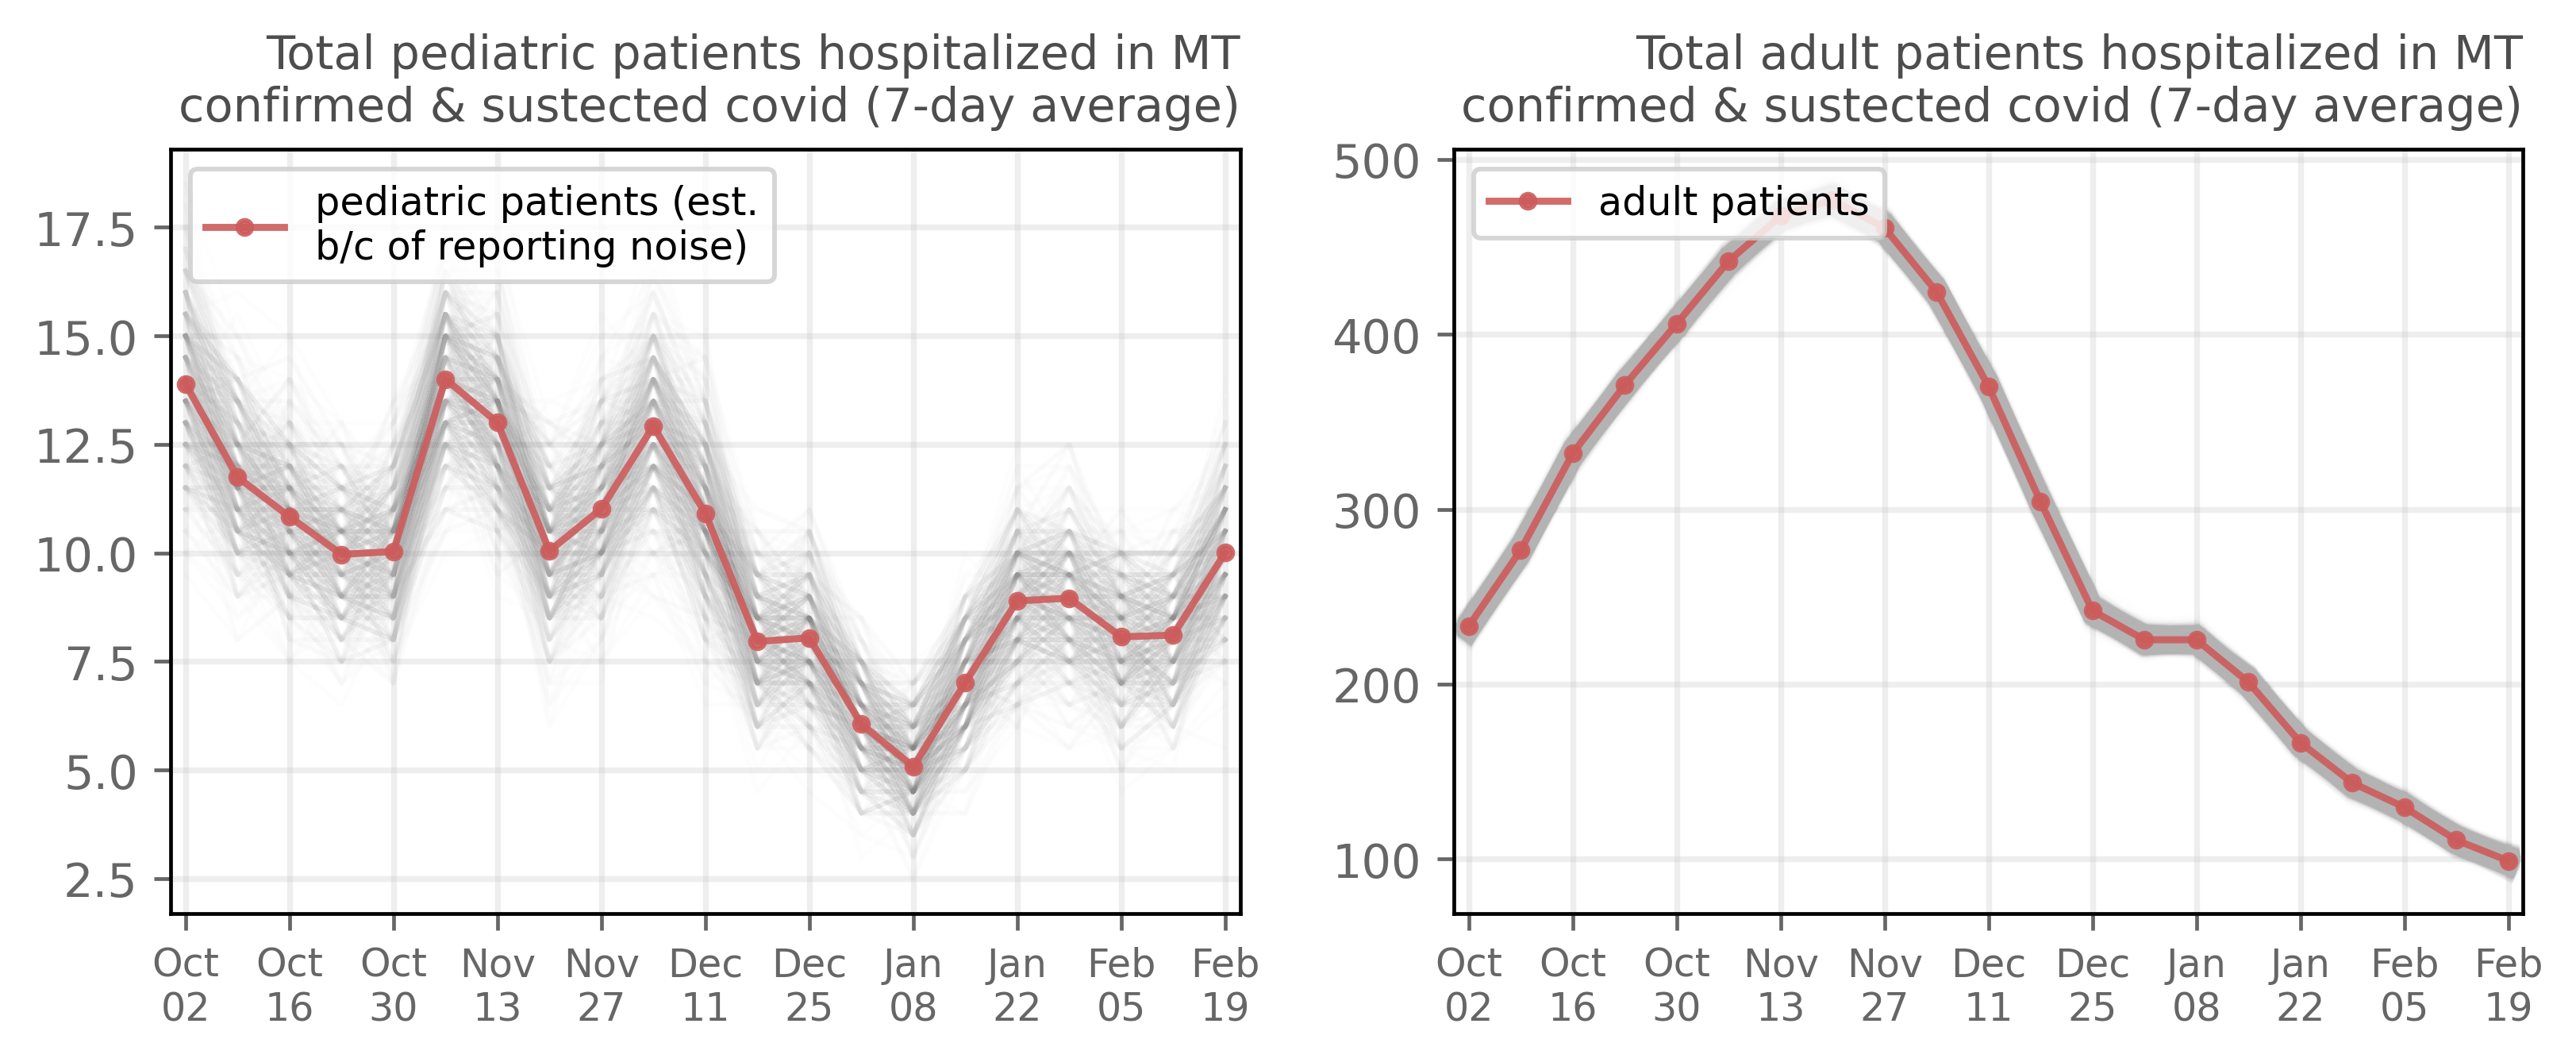 Total pediatric patients hospitalized in MT
confirmed & sustected covid (7-day average)
pediatric patients (est.
b/c of reporting noise)
17.5
15.0
12.5
10.0
7.5
5.0
2.5
Oct Oct Oct Nov Nov Dec Dec Jan Jan Feb Feb
02 16 30 13 27 11 25 08 22 05 19
Total adult patients hospitalized in MT
confirmed & sustected covid (7-day average)
adult patients
500
400
300
200
100
Oct Oct Oct Nov Nov Dec Dec Jan Jan Feb Feb
02 16 30 13 27 11 25 08 22 05 19